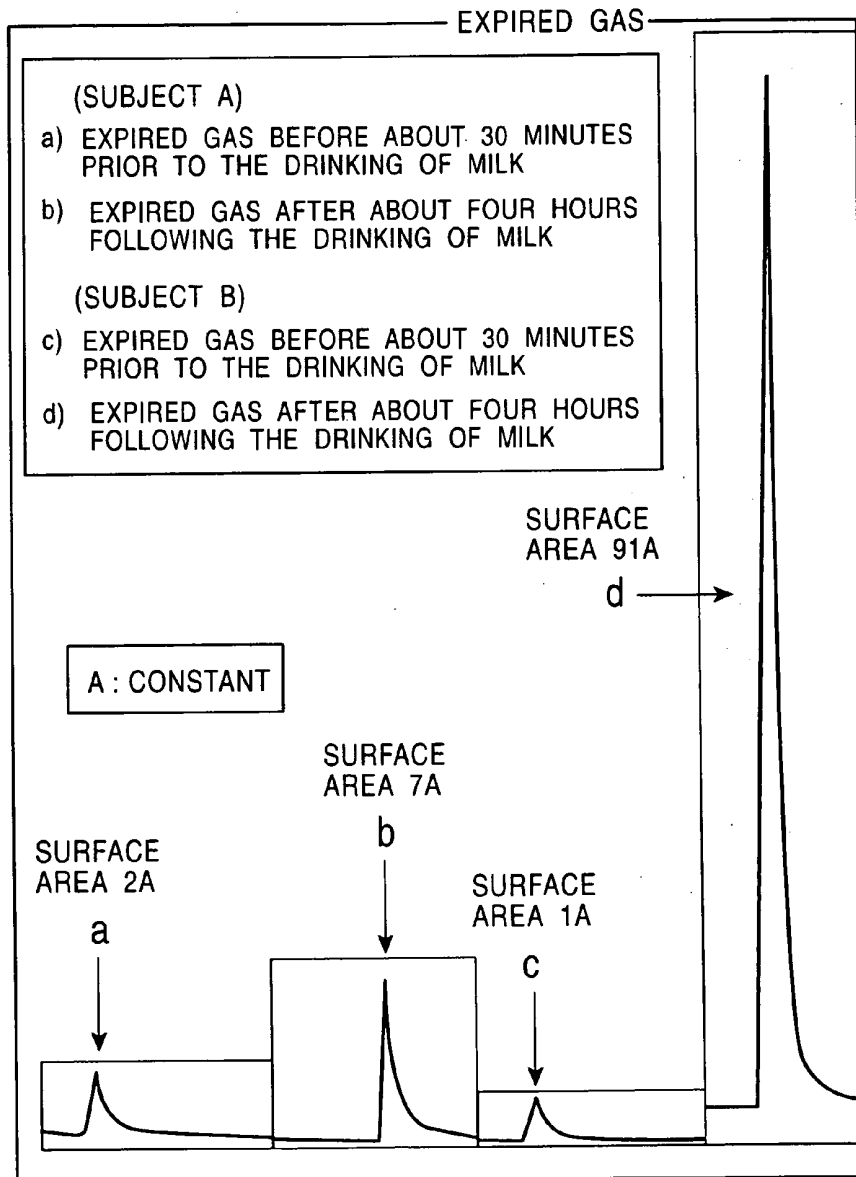 EXPIRED GAS
(SUBJECT A)
a) EXPIRED GAS BEFORE ABOUT 30 MINUTES
PRIOR TO THE DRINKING OF MILK
b) EXPIRED GAS AFTER ABOUT FOUR HOURS
FOLLOWING THE DRINKING OF MILK
(SUBJECT B)
c) EXPIRED GAS BEFORE ABOUT 30 MINUTES
PRIOR TO THE DRINKING OF MILK
d) EXPIRED GAS AFTER ABOUT FOUR HOURS
FOLLOWING THE DRINKING OF MILK
SURFACE
AREA 91A
d
A : CONSTANT
SURFACE
AREA 7A
b
SURFACE
AREA 2A
a
SURFACE
AREA 1A
c